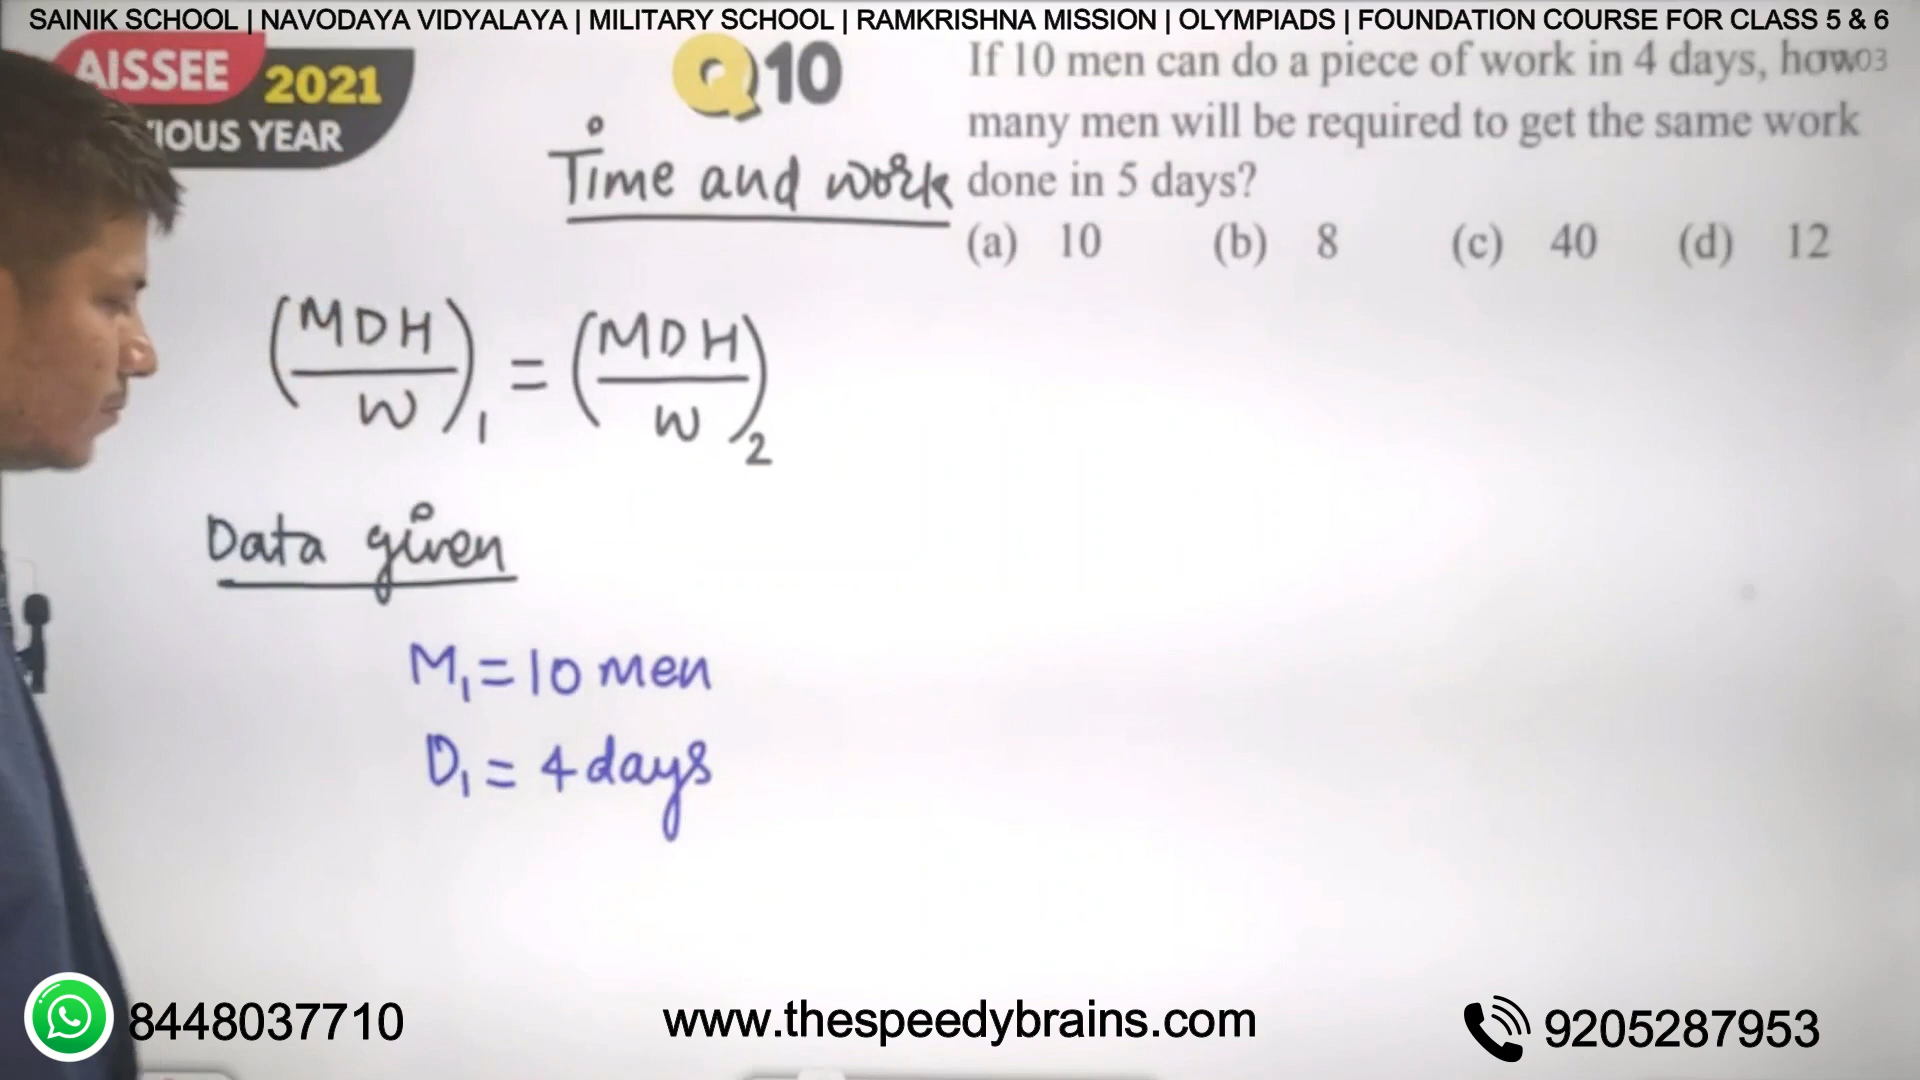 SAINIK SCHOOL | NAVODAYA VIDYALAYA | MILITARY SCHOOL | RAMKRISHNA MISSION | OLYMPIADS | FOUNDATION COURSE FOR CLASS 5 & 6
AISSEE 2021
IOUS YEAR
Q10
Time and work
If 10 men can do a piece of work in 4 days, how 03
many men will be required to get the same work
done in 5 days?
(a) 10 (b) 8 (c) 40 (d) 12
(MDH/W)1 = (MDH/W)2
Data given
M1 = 10 men
D1 = 4 days
8448037710 www.thespeedybrains.com 9205287953